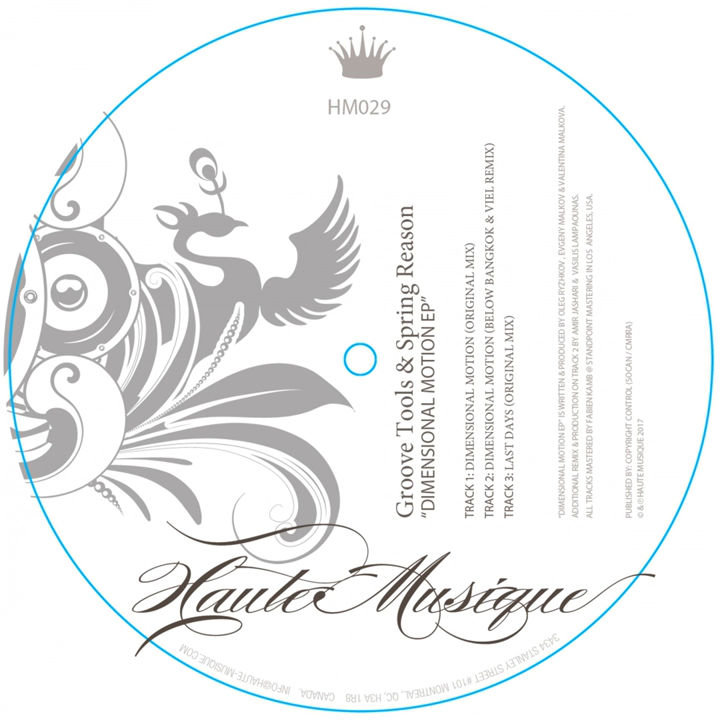 HM029
Groove Tools & Spring Reason
"DIMENSIONAL MOTION EP"
TRACK 1: DIMENSIONAL MOTION (ORIGINAL MIX)
TRACK 2: DIMENSIONAL MOTION (BELOW BANGKOK & VIEL REMIX)
TRACK 3: LAST DAYS (ORIGINAL MIX)
"DIMENSIONAL MOTION EP" IS WRITTEN & PRODUCED BY OLEG RYZHKOV , EVGENY MALKOV & VALENTINA MALKOVA.
ADDITIONAL REMIX & PRODUCTION ON TRACK 2 BY AMIR JASHARI & VASILIS LAMPAOUNAS.
ALL TRACKS MASTERED BY FABIEN KAMB @ STANDPOINT MASTERING IN LOS ANGELES, USA.
PUBLISHED BY: COPYRIGHT CONTROL (SOCAN / CMRRA)
© & ℗ HAUTE MUSIQUE 2017
Haute Musique
3434 STANLEY STREET #101 MONTREAL, QC, H3A 1R8 CANADA INFO@HAUTE-MUSIQUE.COM